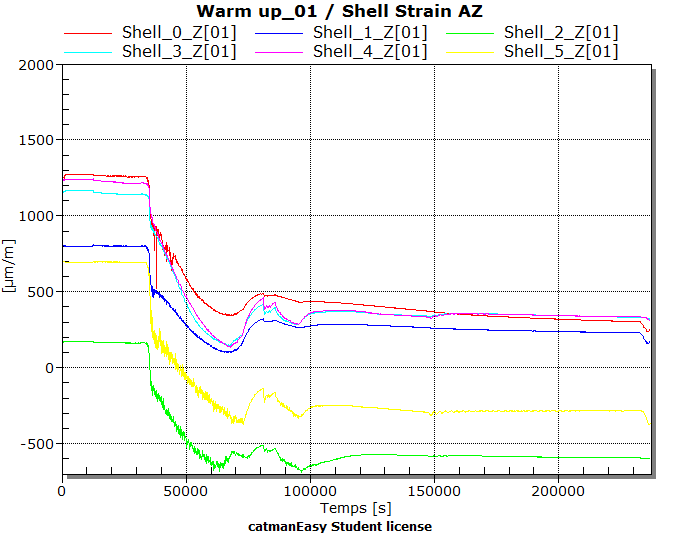 Warm up_01 / Shell Strain AZ
Shell_0_Z[01] Shell_1_Z[01] Shell_2_Z[01]
Shell_3_Z[01] Shell_4_Z[01] Shell_5_Z[01]
2000
1500
1000
500
0
-500
[µm/m]
0 50000 100000 150000 200000
Temps [s]
catmanEasy Student license